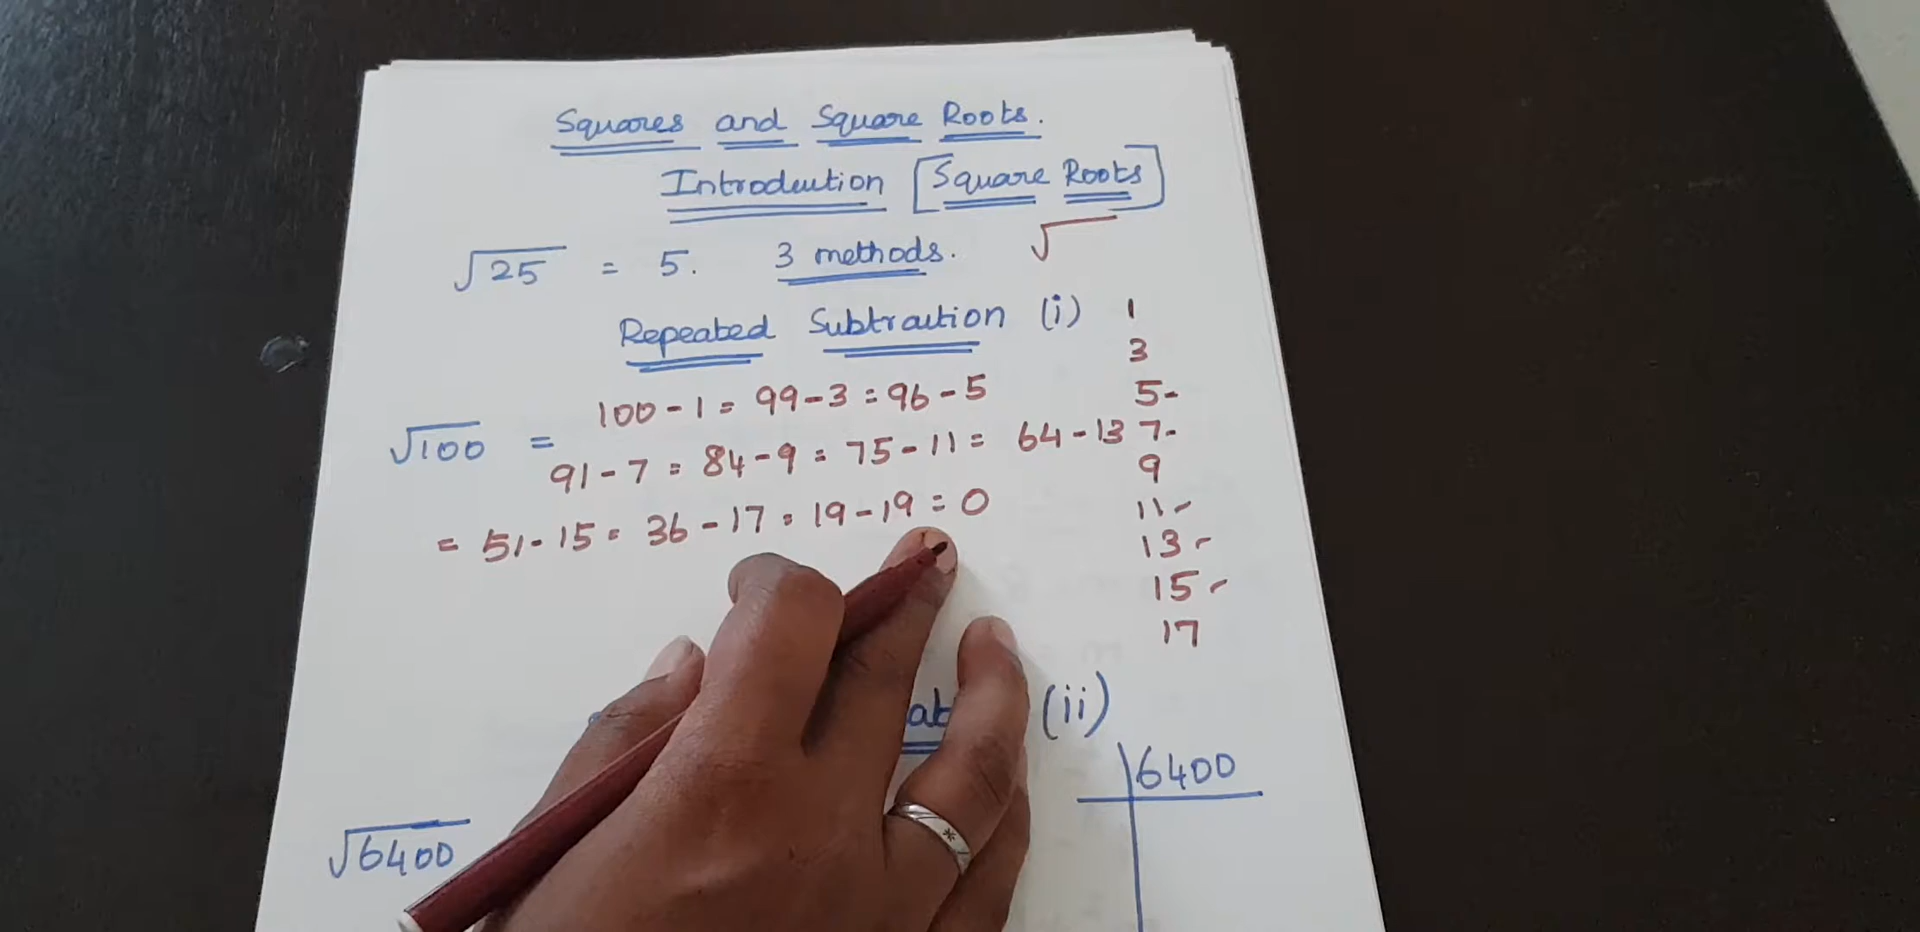 Squares and Square Roots.
Introduction [Square Roots]
√25 = 5. 3 methods. √
Repeated Subtraction (i)
100 - 1 = 99 - 3 = 96 - 5
√100 =
91 - 7 = 84 - 9 = 75 - 11 = 64 - 13
= 51 - 15 = 36 - 17 = 19 - 19 = 0
1
3
5-
7-
9
11-
13-
15-
17
(ii)
6400
√6400